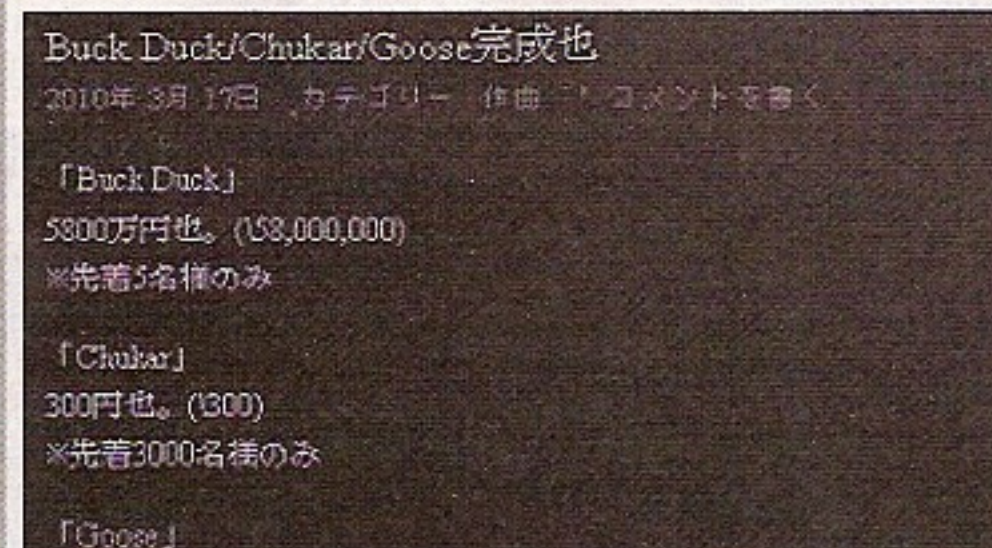 Buck Duck/Chukar/Goose完成也
2010年 3月 17日 カテゴリー 作曲 コメントを書く
「Buck Duck」
5800万円也。(\58,000,000)
※先着5名様のみ
「Chukar」
300円也。(\300)
※先着3000名様のみ
「Goose」